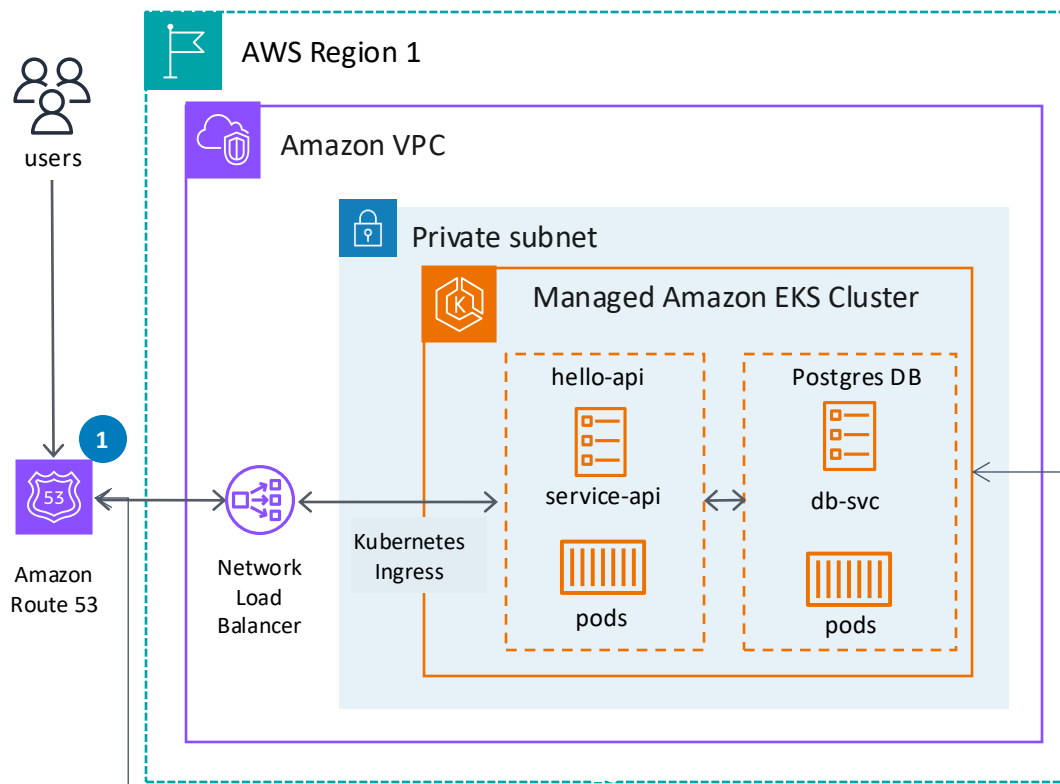 AWS Region 1
users
Amazon VPC
Private subnet
Managed Amazon EKS Cluster
hello-api
Postgres DB
1
53
service-api
db-svc
Kubernetes
Ingress
Amazon
Route 53
Network
Load
Balancer
pods
pods
K